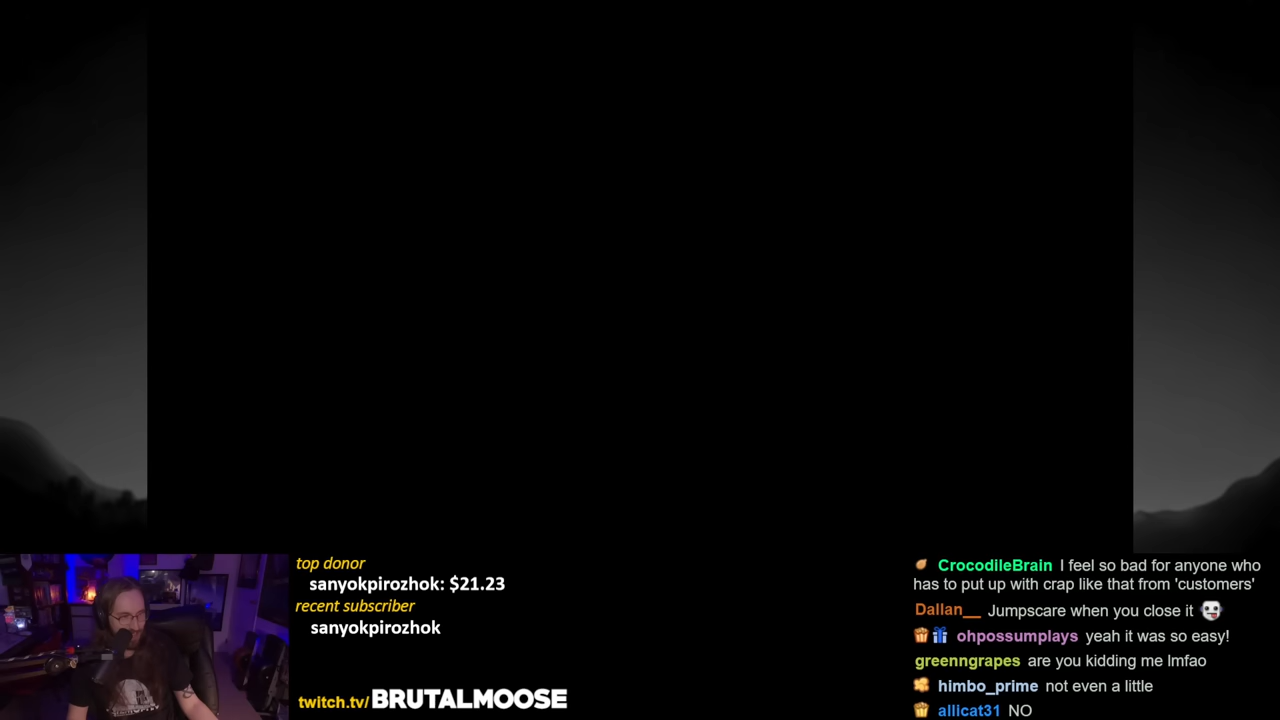 top donor
sanyokpirozhok: $21.23
recent subscriber
sanyokpirozhok
twitch.tv/BRUTALMOOSE
CrocodileBrain I feel so bad for anyone who
has to put up with crap like that from 'customers'
Dallan__ Jumpscare when you close it
ohpossumplays yeah it was so easy!
greenngrapes are you kidding me lmfao
himbo_prime not even a little
allicat31 NO